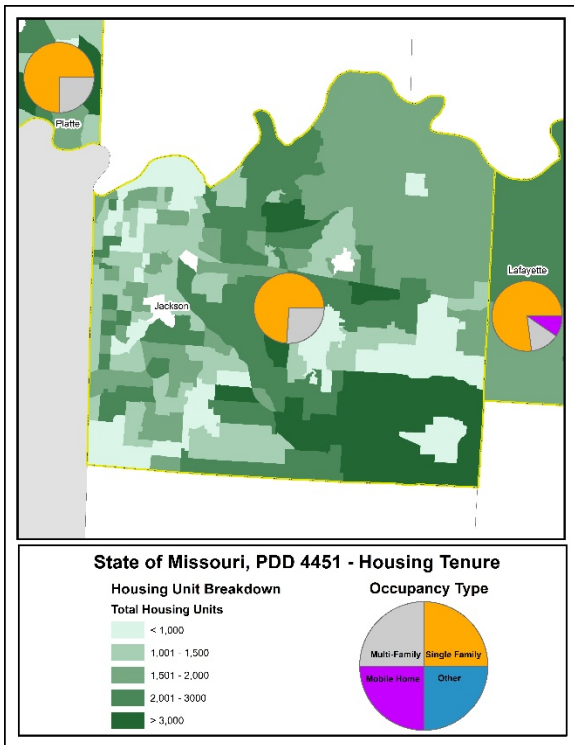 Platte
Lafayette
Jackson
State of Missouri, PDD 4451 - Housing Tenure
Housing Unit Breakdown
Total Housing Units
< 1,000
1,001 - 1,500
1,501 - 2,000
2,001 - 3000
> 3,000
Occupancy Type
Multi-Family
Single Family
Mobile Home
Other